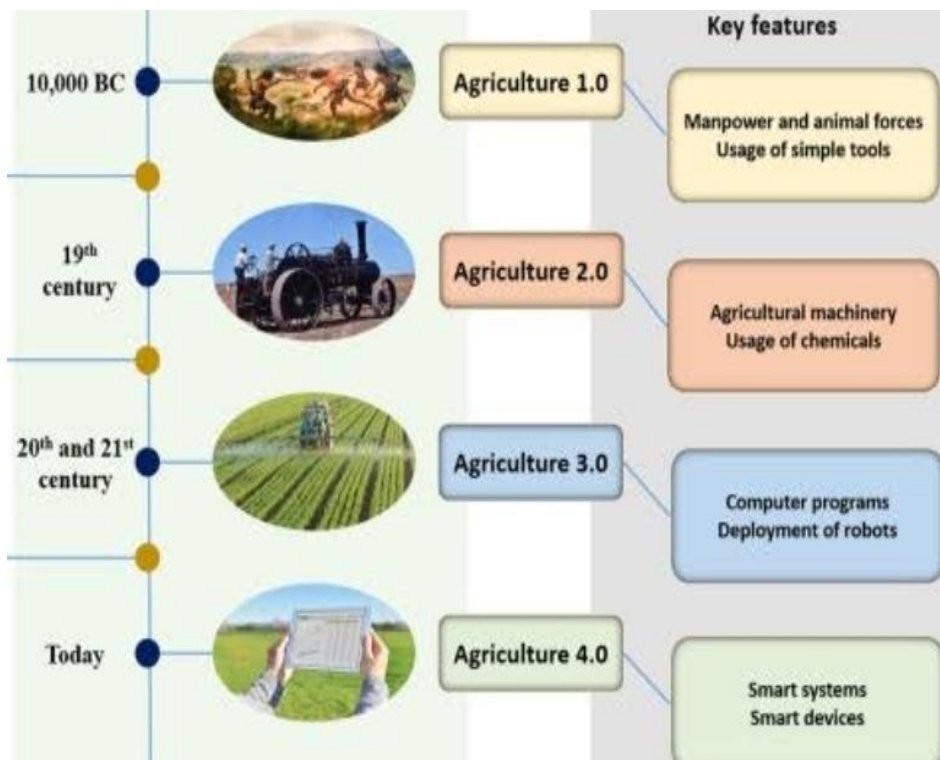 Key features
10,000 BC
Agriculture 1.0
Manpower and animal forces
Usage of simple tools
19th
century
Agriculture 2.0
Agricultural machinery
Usage of chemicals
20th and 21st
century
Agriculture 3.0
Computer programs
Deployment of robots
Today
Agriculture 4.0
Smart systems
Smart devices